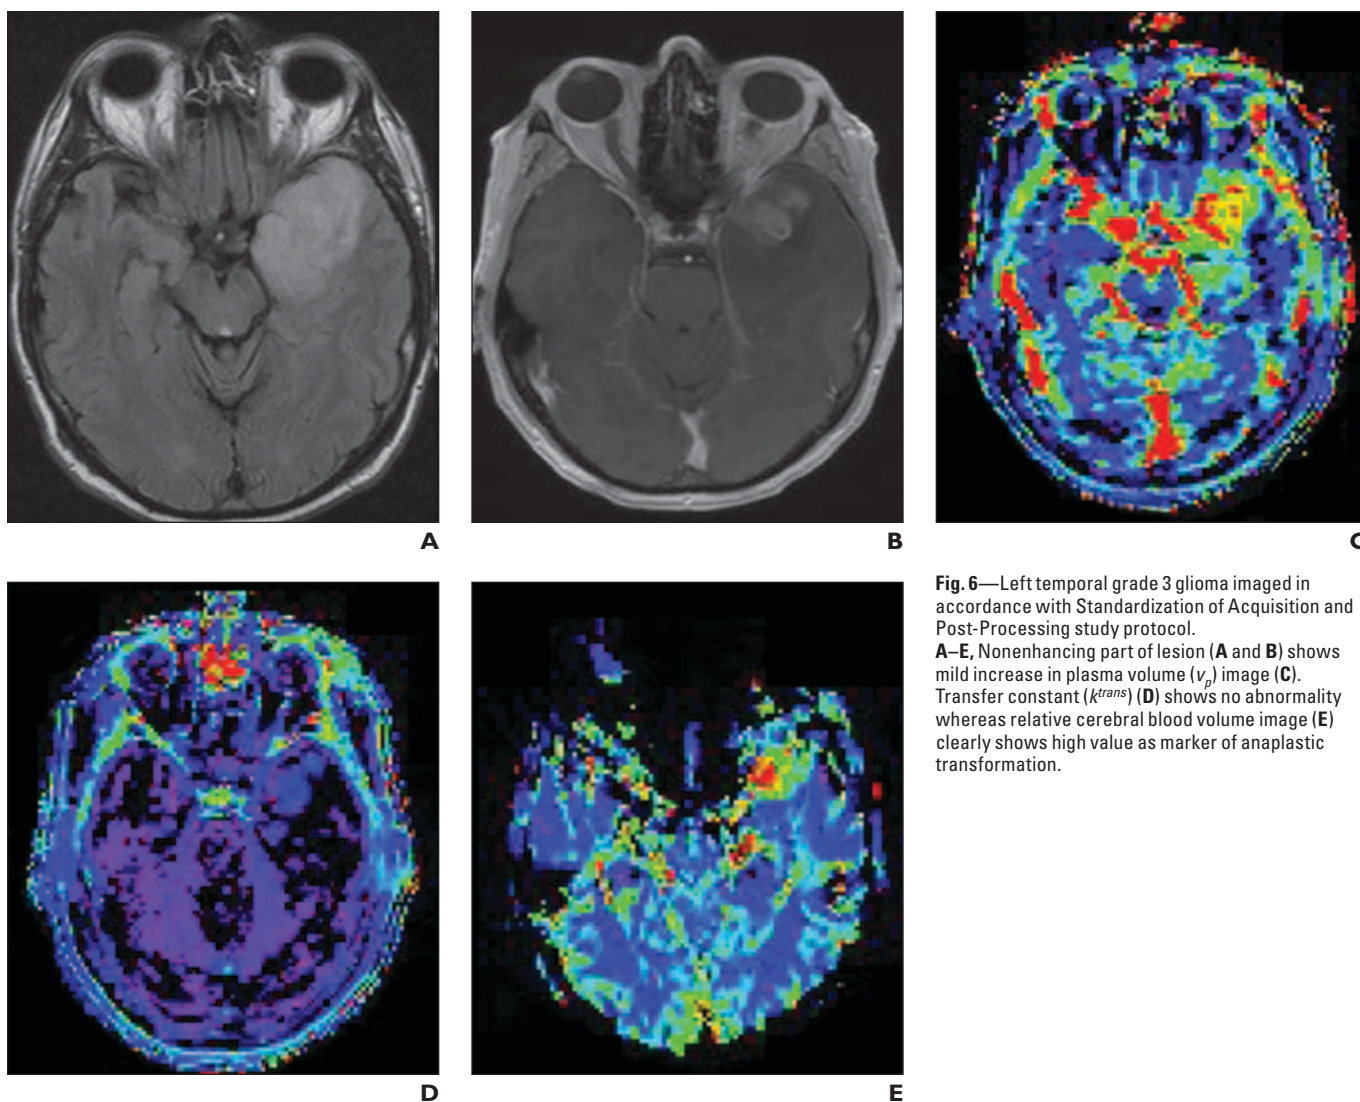 A
B
C
Fig. 6—Left temporal grade 3 glioma imaged in
accordance with Standardization of Acquisition and
Post-Processing study protocol.
A–E, Nonenhancing part of lesion (A and B) shows
mild increase in plasma volume (vp) image (C).
Transfer constant (ktrans) (D) shows no abnormality
whereas relative cerebral blood volume image (E)
clearly shows high value as marker of anaplastic
transformation.
D
E